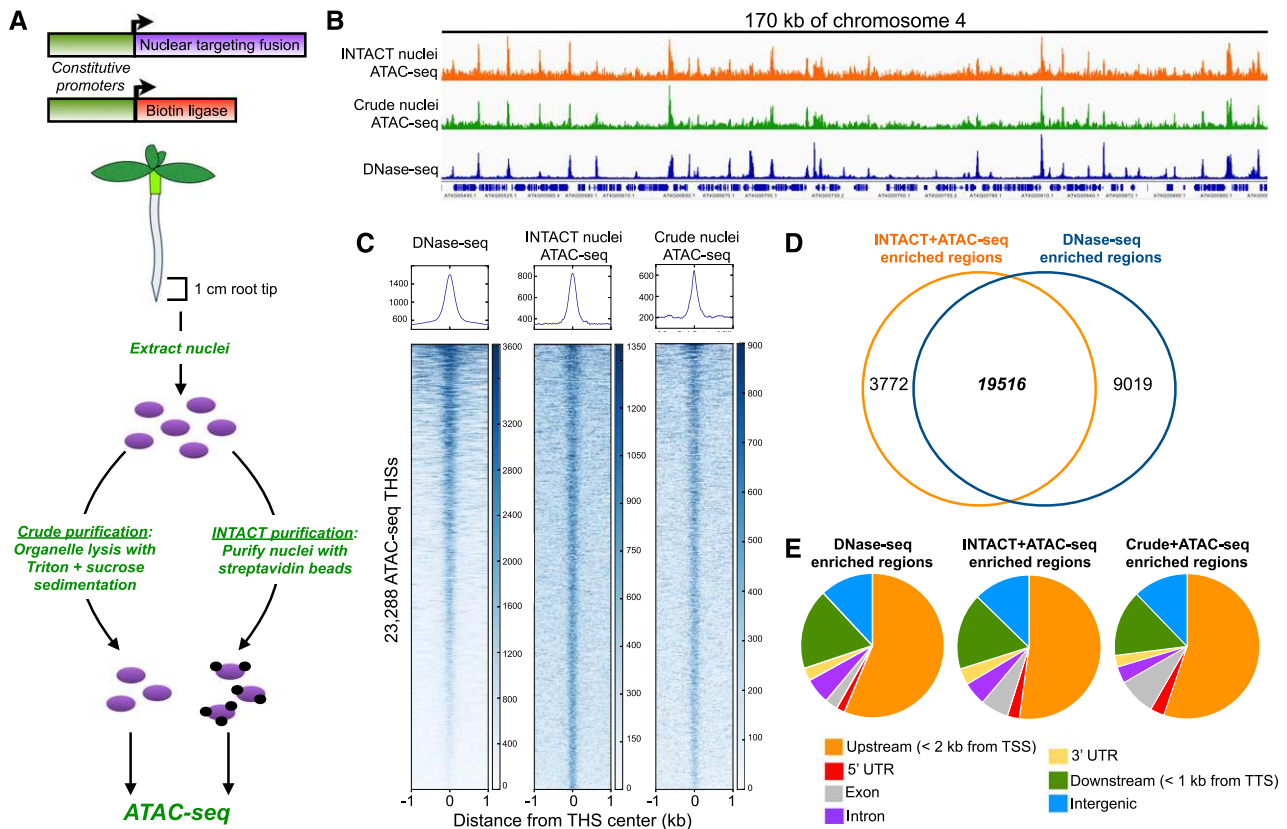 A
Nuclear targeting fusion
Constitutive
promoters
Biotin ligase
1 cm root tip
Extract nuclei
Crude purification:
Organelle lysis with
Triton + sucrose
sedimentation
INTACT purification:
Purify nuclei with
streptavidin beads
ATAC-seq
B
170 kb of chromosome 4
INTACT nuclei
ATAC-seq
Crude nuclei
ATAC-seq
DNase-seq
C
DNase-seq
INTACT nuclei
ATAC-seq
Crude nuclei
ATAC-seq
1400
1000
600
800
600
400
600
400
200
23,288 ATAC-seq THSs
3600
3200
2800
2400
2000
1600
1200
800
400
0
1350
1200
1050
900
750
600
450
300
150
0
900
800
700
600
500
400
300
200
100
0
−1 0 1
−1 0 1
−1 0 1
Distance from THS center (kb)
D
INTACT+ATAC-seq
enriched regions
DNase-seq
enriched regions
3772
19516
9019
E
DNase-seq
enriched regions
INTACT+ATAC-seq
enriched regions
Crude+ATAC-seq
enriched regions
Upstream (< 2 kb from TSS)
5' UTR
Exon
Intron
3' UTR
Downstream (< 1 kb from TTS)
Intergenic